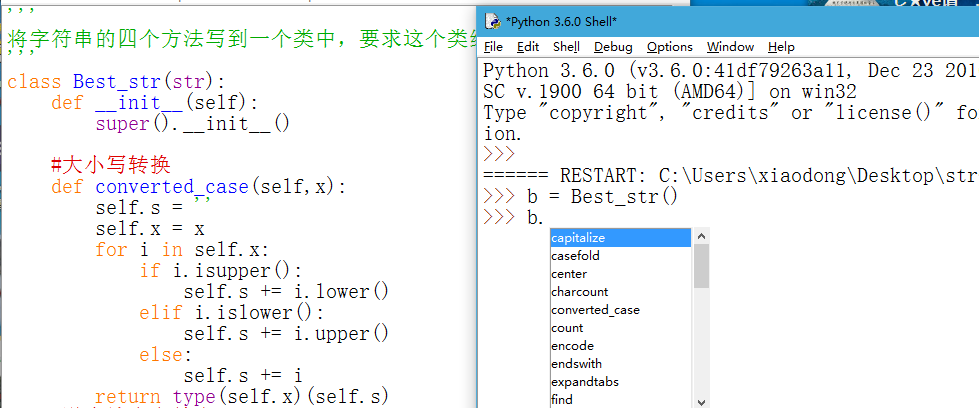 '''
将字符串的四个方法写到一个类中，要求这个类
'''
class Best_str(str):
    def __init__(self):
        super().__init__()
    #大小写转换
    def converted_case(self,x):
        self.s = ''
        self.x = x
        for i in self.x:
            if i.isupper():
                self.s += i.lower()
            elif i.islower():
                self.s += i.upper()
            else:
                self.s += i
        return type(self.x)(self.s)
*Python 3.6.0 Shell*
File Edit Shell Debug Options Window Help
Python 3.6.0 (v3.6.0:41df79263a11, Dec 23 201
SC v.1900 64 bit (AMD64)] on win32
Type "copyright", "credits" or "license()" fo
ion.
>>>
====== RESTART: C:\Users\xiaodong\Desktop\str
>>> b = Best_str()
>>> b.
capitalize
casefold
center
charcount
converted_case
count
encode
endswith
expandtabs
find